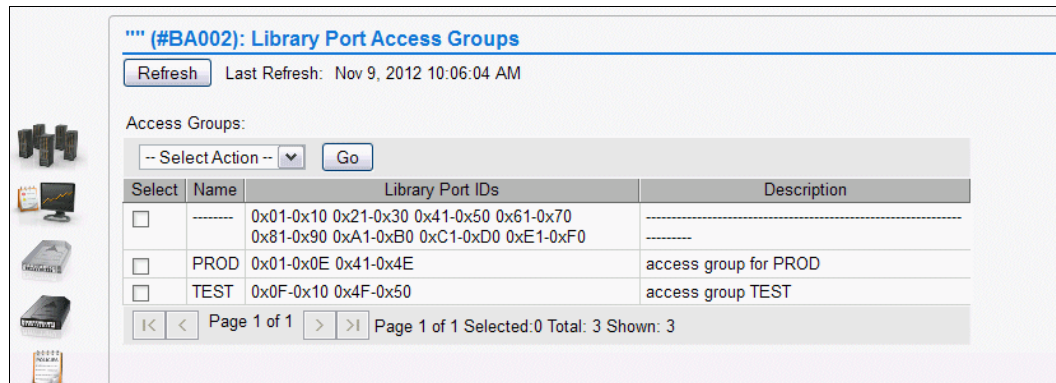 "" (#BA002): Library Port Access Groups
Refresh Last Refresh: Nov 9, 2012 10:06:04 AM
Access Groups:
-- Select Action -- Go
Select Name Library Port IDs Description
-------- 0x01-0x10 0x21-0x30 0x41-0x50 0x61-0x70 ----------------------------------------------------------------------
0x81-0x90 0xA1-0xB0 0xC1-0xD0 0xE1-0xF0 ----------
PROD 0x01-0x0E 0x41-0x4E access group for PROD
TEST 0x0F-0x10 0x4F-0x50 access group TEST
Page 1 of 1 Page 1 of 1 Selected:0 Total: 3 Shown: 3